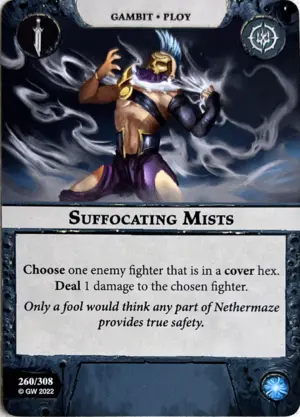 GAMBIT • PLOY
SUFFOCATING MISTS
Choose one enemy fighter that is in a cover hex.
Deal 1 damage to the chosen fighter.
Only a fool would think any part of Nethermaze
provides true safety.
260/308
© GW 2022